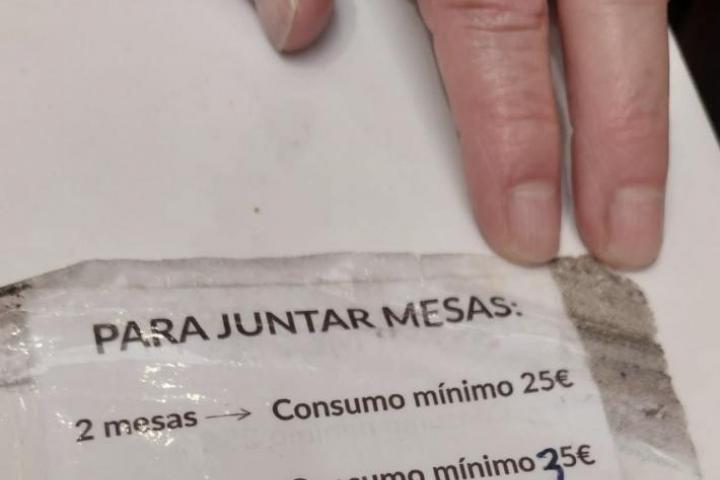 PARA JUNTAR MESAS:
2 mesas → Consumo mínimo 25€
Consumo mínimo 35€